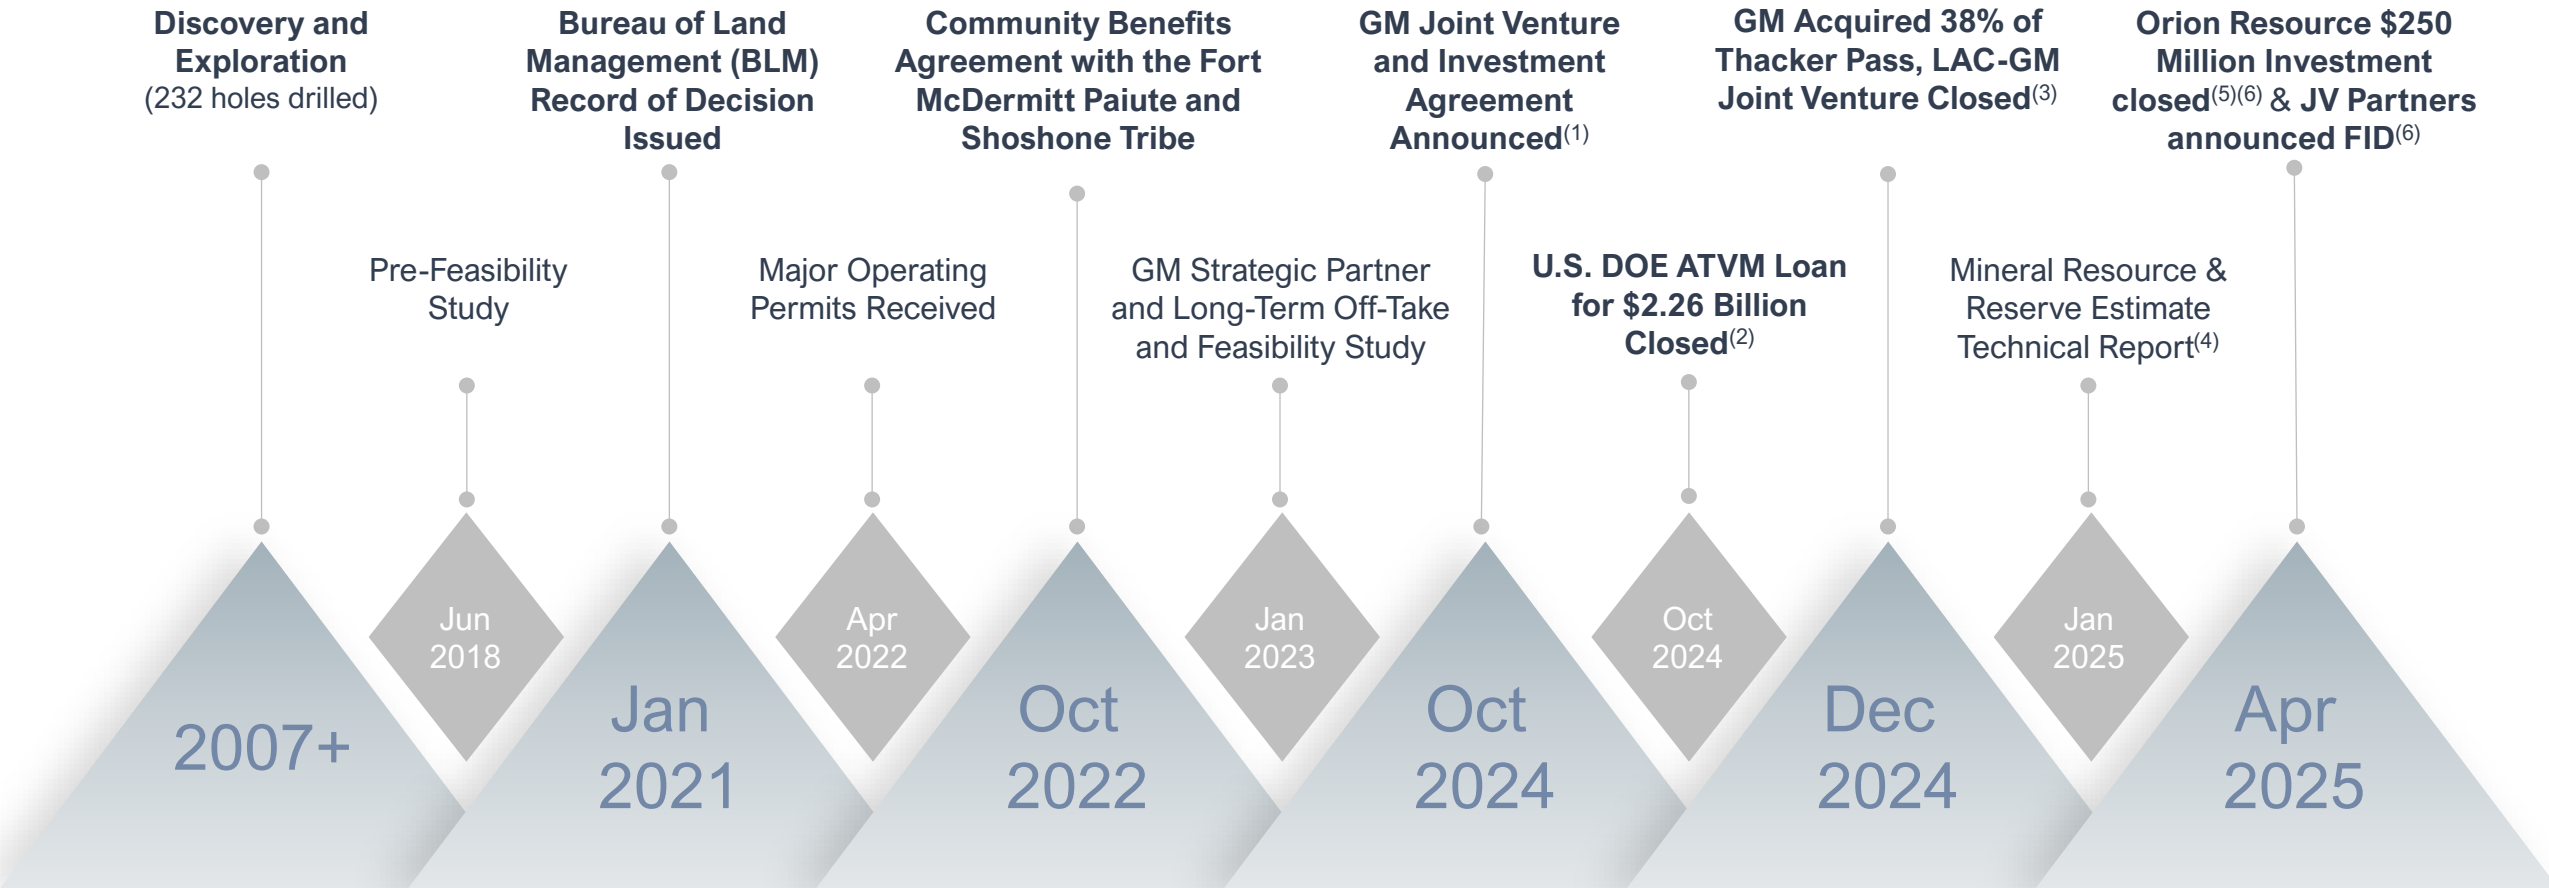 Discovery and
Exploration
(232 holes drilled)
Bureau of Land
Management (BLM)
Record of Decision
Issued
Community Benefits
Agreement with the Fort
McDermitt Paiute and
Shoshone Tribe
GM Joint Venture
and Investment
Agreement
Announced(1)
GM Acquired 38% of
Thacker Pass, LAC-GM
Joint Venture Closed(3)
Orion Resource $250
Million Investment
closed(5)(6) & JV Partners
announced FID(6)
Pre-Feasibility
Study
Major Operating
Permits Received
GM Strategic Partner
and Long-Term Off-Take
and Feasibility Study
U.S. DOE ATVM Loan
for $2.26 Billion
Closed(2)
Mineral Resource &
Reserve Estimate
Technical Report(4)
2007+
Jun
2018
Jan
2021
Apr
2022
Oct
2022
Jan
2023
Oct
2024
Oct
2024
Dec
2024
Jan
2025
Apr
2025